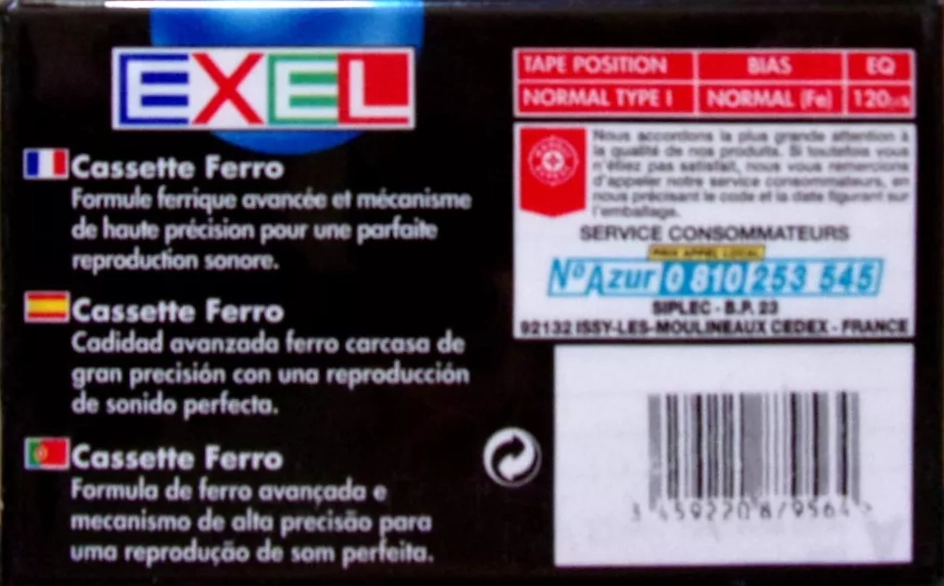 EXEL
Cassette Ferro
Formule ferrique avancée et mécanisme
de haute précision pour une parfaite
reproduction sonore.
Cassette Ferro
Cadidad avanzada ferro carcasa de
gran precisión con una reproducción
de sonido perfecta.
Cassette Ferro
Formula de ferro avançada e
mecanismo de alta precisão para
uma reprodução de som perfeita.
TAPE POSITION BIAS EQ
NORMAL TYPE I NORMAL (Fe) 120µs
Nous accordons la plus grande attention à
la qualité de nos produits. Si toutefois vous
n'étiez pas satisfait, nous vous remercions
d'appeler notre service consommateurs, en
nous précisant le code et la date figurant sur
l'emballage.
SERVICE CONSOMMATEURS
PRIX APPEL LOCAL
N°Azur 0 810 253 545
SIPLEC - B.P. 23
92132 ISSY-LES-MOULINEAUX CEDEX - FRANCE
3 459220 879564 >